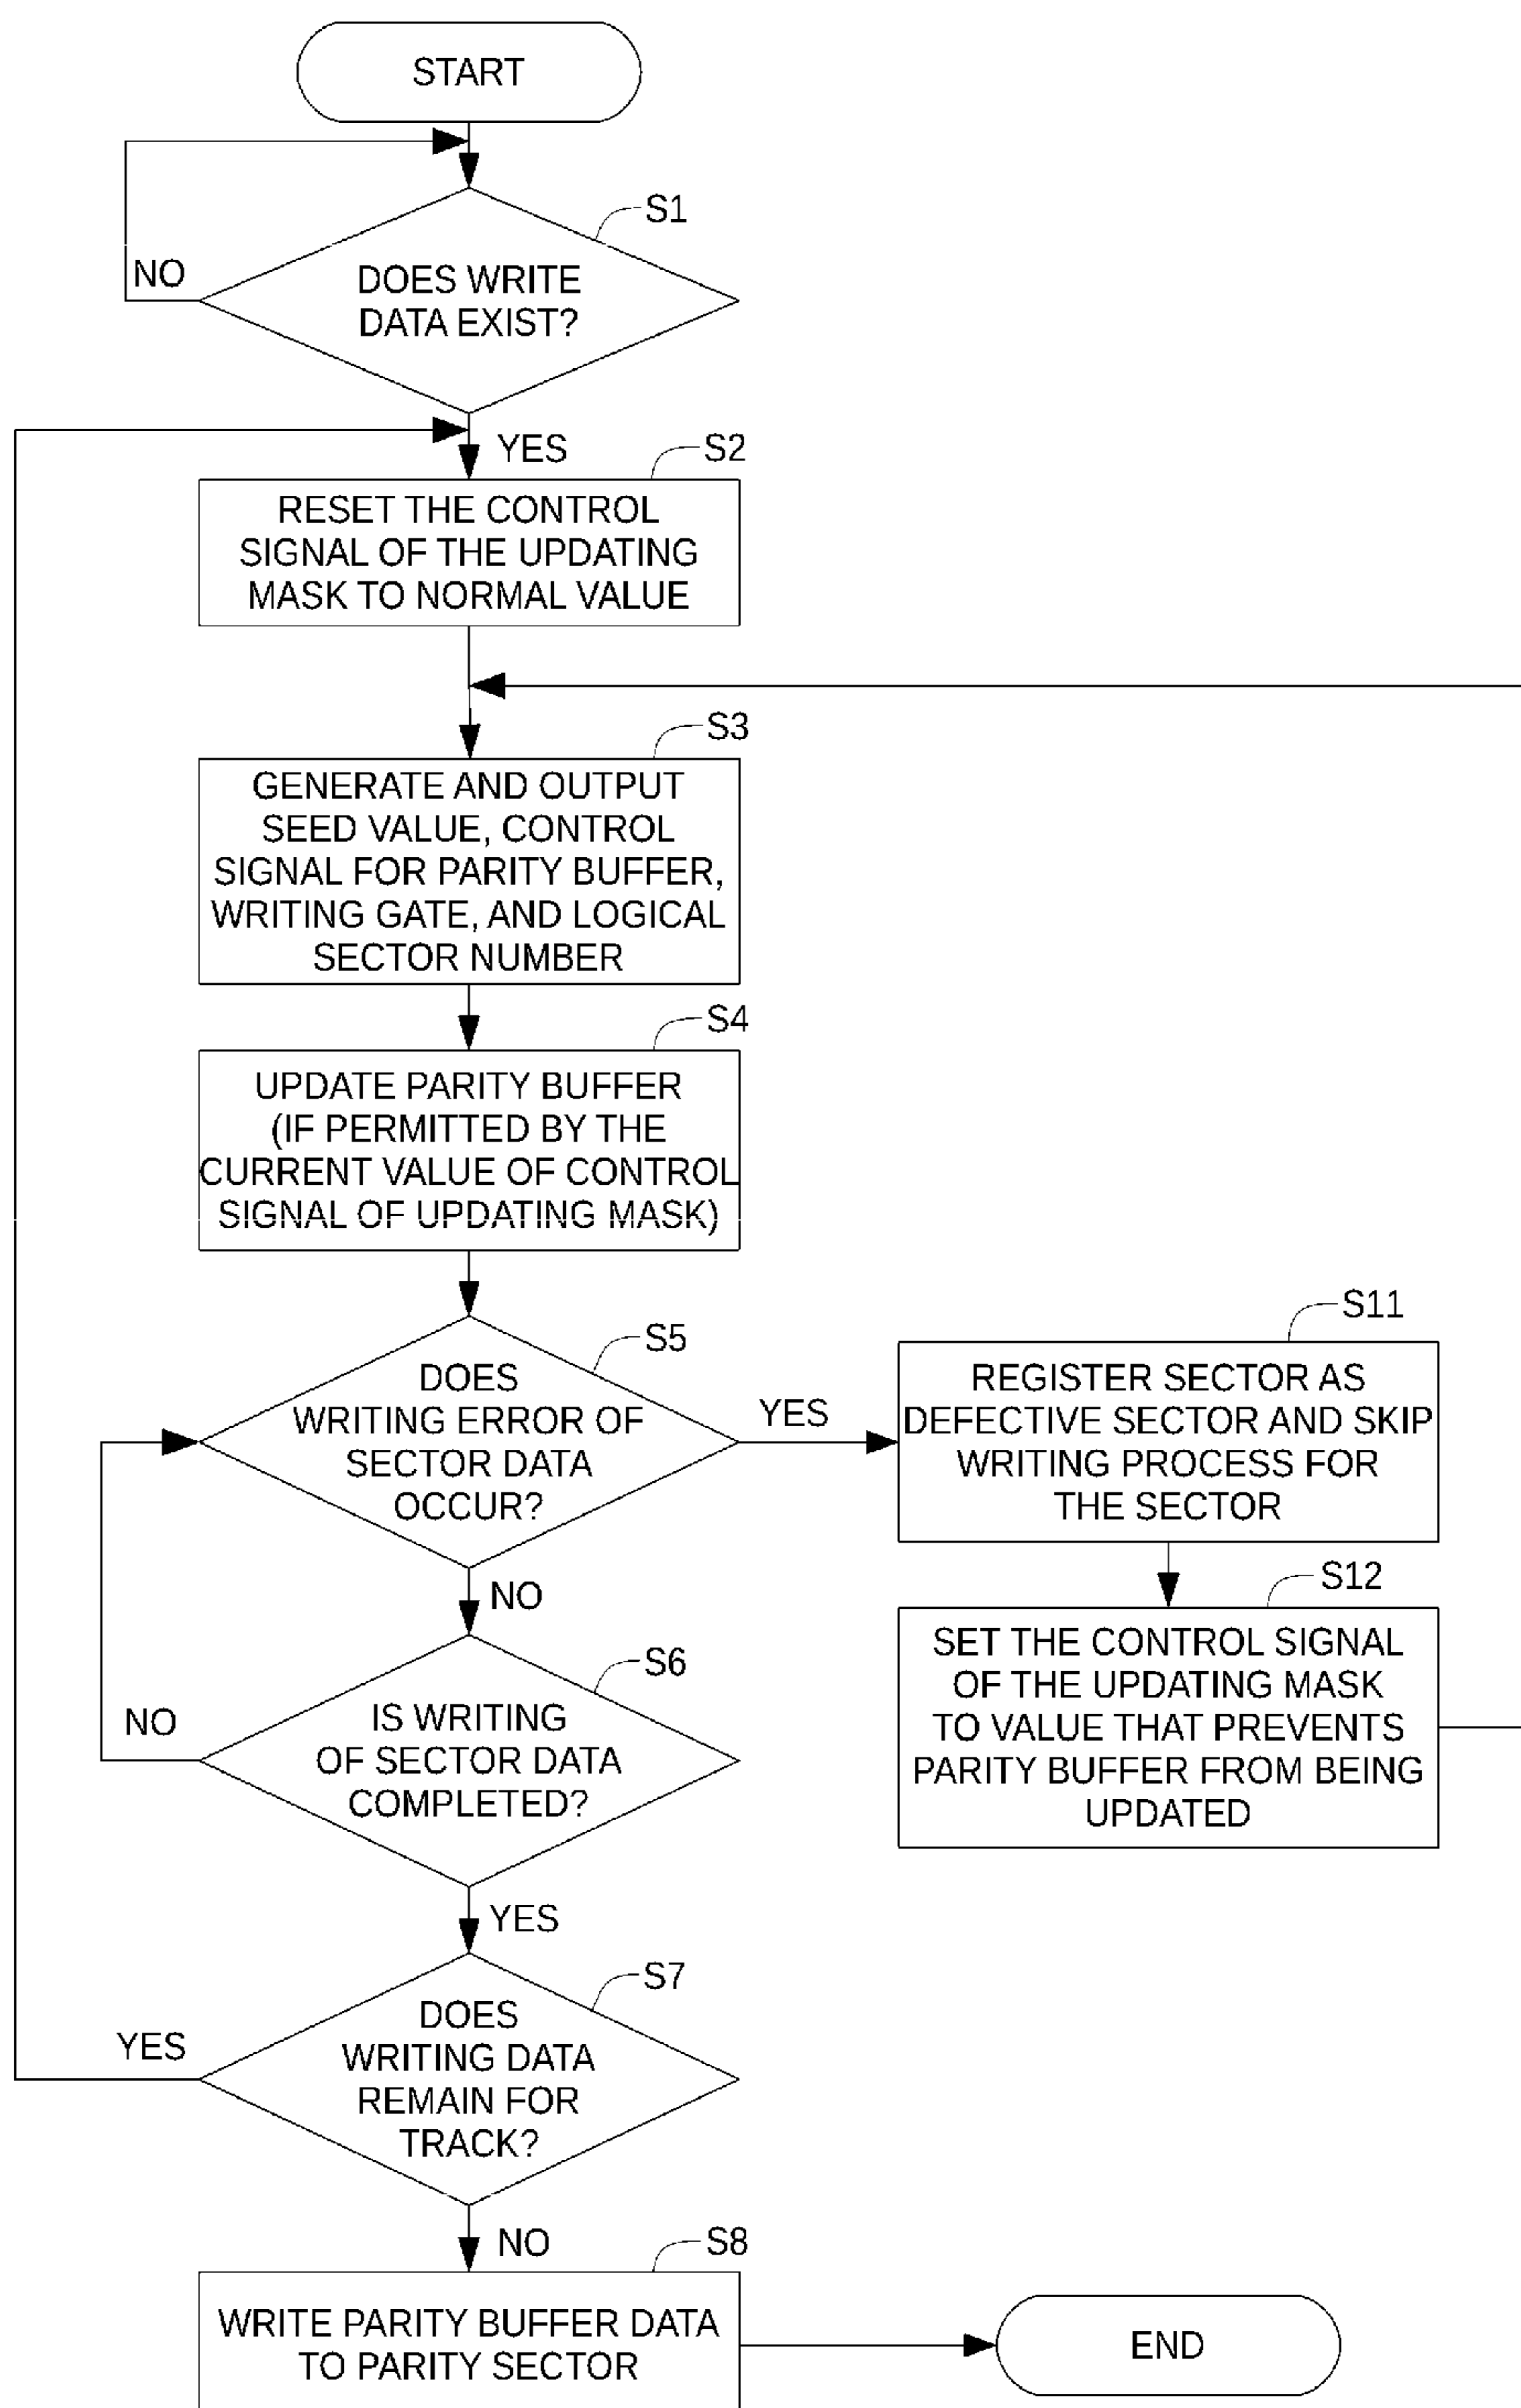 START
S1
NO
DOES WRITE
DATA EXIST?
YES
S2
RESET THE CONTROL
SIGNAL OF THE UPDATING
MASK TO NORMAL VALUE
S3
GENERATE AND OUTPUT
SEED VALUE, CONTROL
SIGNAL FOR PARITY BUFFER,
WRITING GATE, AND LOGICAL
SECTOR NUMBER
S4
UPDATE PARITY BUFFER
(IF PERMITTED BY THE
CURRENT VALUE OF CONTROL
SIGNAL OF UPDATING MASK)
S5
DOES
WRITING ERROR OF
SECTOR DATA
OCCUR?
YES
S11
REGISTER SECTOR AS
DEFECTIVE SECTOR AND SKIP
WRITING PROCESS FOR
THE SECTOR
S12
SET THE CONTROL SIGNAL
OF THE UPDATING MASK
TO VALUE THAT PREVENTS
PARITY BUFFER FROM BEING
UPDATED
NO
S6
NO
IS WRITING
OF SECTOR DATA
COMPLETED?
YES
S7
YES
DOES
WRITING DATA
REMAIN FOR
TRACK?
NO
S8
WRITE PARITY BUFFER DATA
TO PARITY SECTOR
END